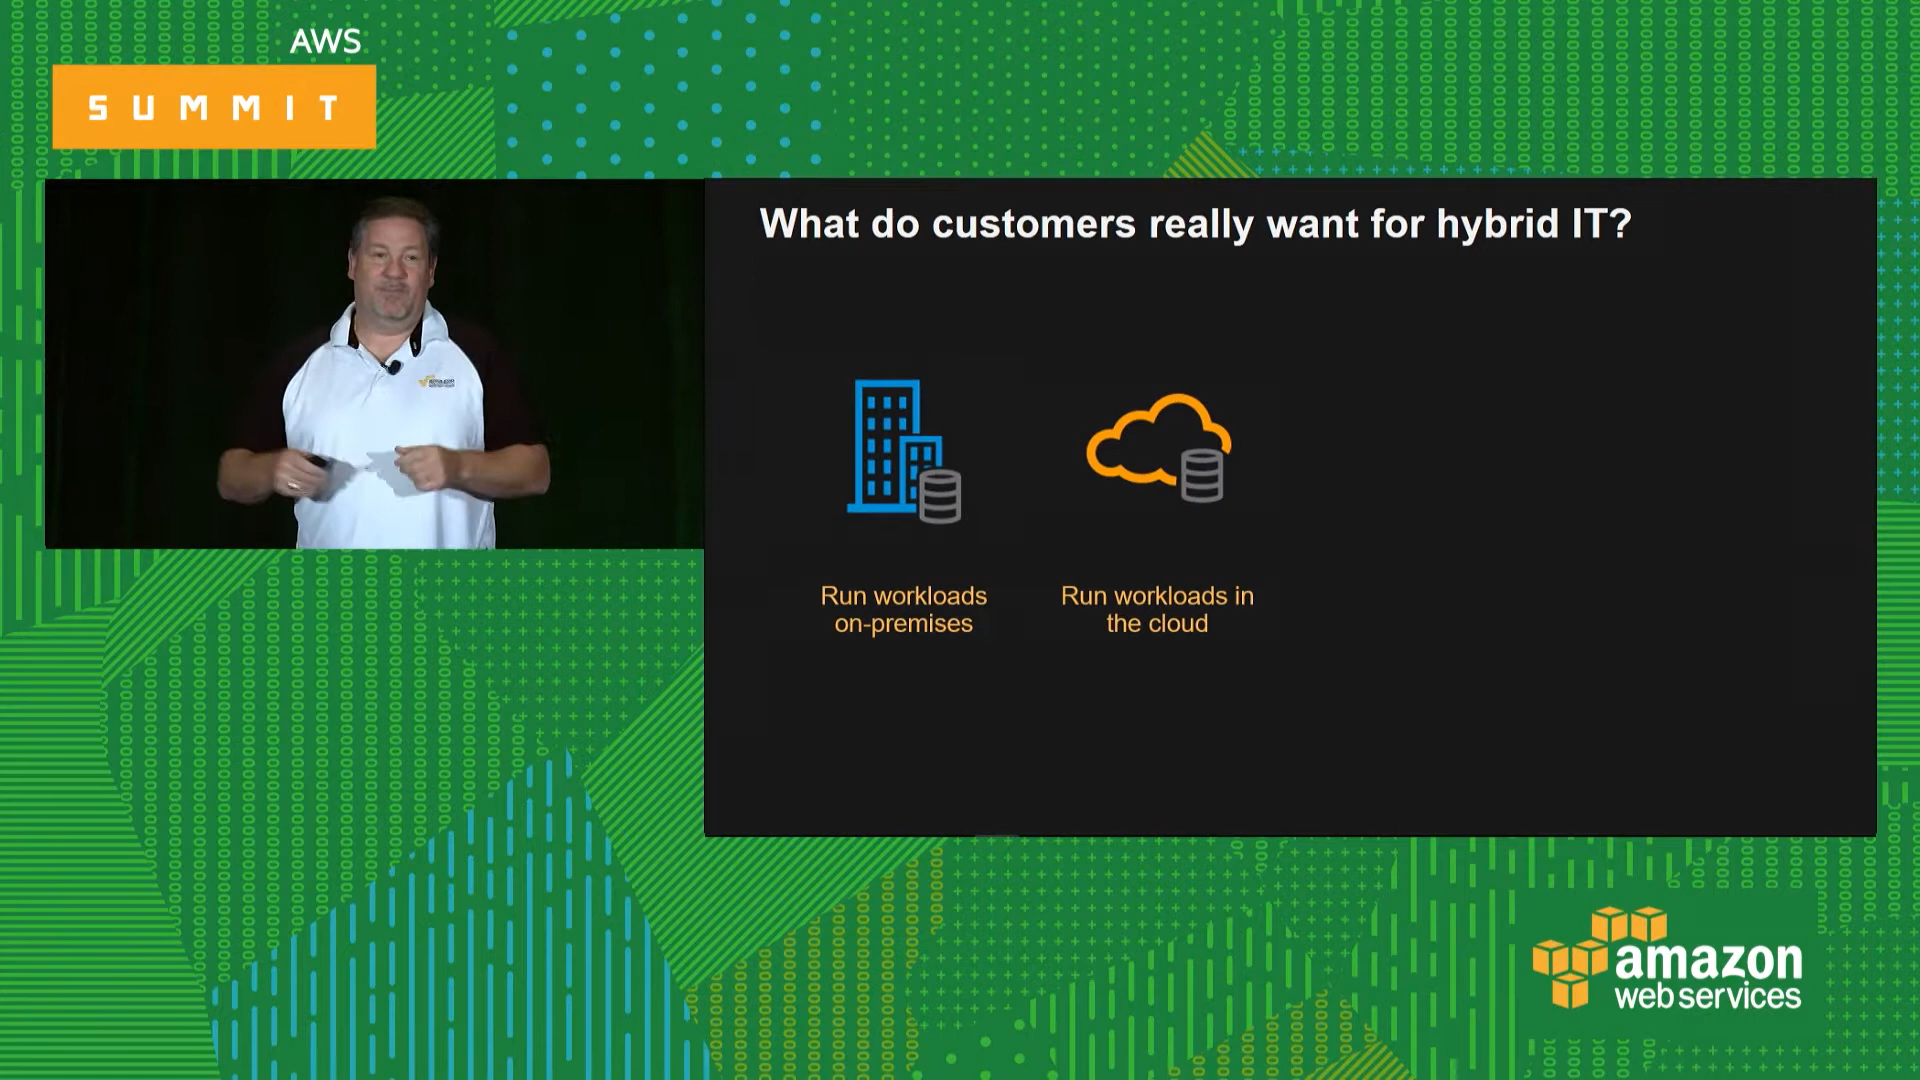 AWS
SUMMIT
What do customers really want for hybrid IT?
Run workloads
on-premises
Run workloads in
the cloud
amazon
web services